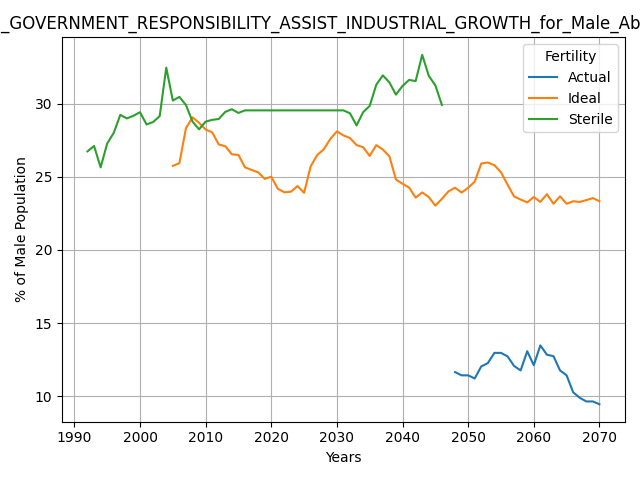 _GOVERNMENT_RESPONSIBILITY_ASSIST_INDUSTRIAL_GROWTH_for_Male_Ab
Fertility
Actual
Ideal
Sterile
% of Male Population
30
25
20
15
10
1990 2000 2010 2020 2030 2040 2050 2060 2070
Years